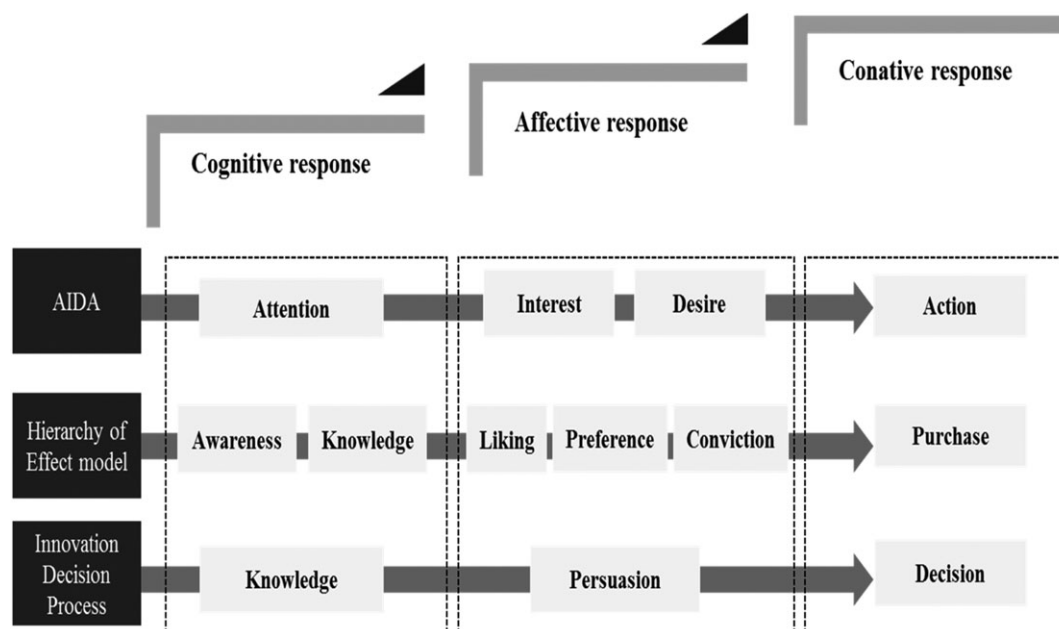 Conative response
Affective response
Cognitive response
AIDA
Attention
Interest
Desire
Action
Hierarchy of
Effect model
Awareness
Knowledge
Liking
Preference
Conviction
Purchase
Innovation
Decision
Process
Knowledge
Persuasion
Decision